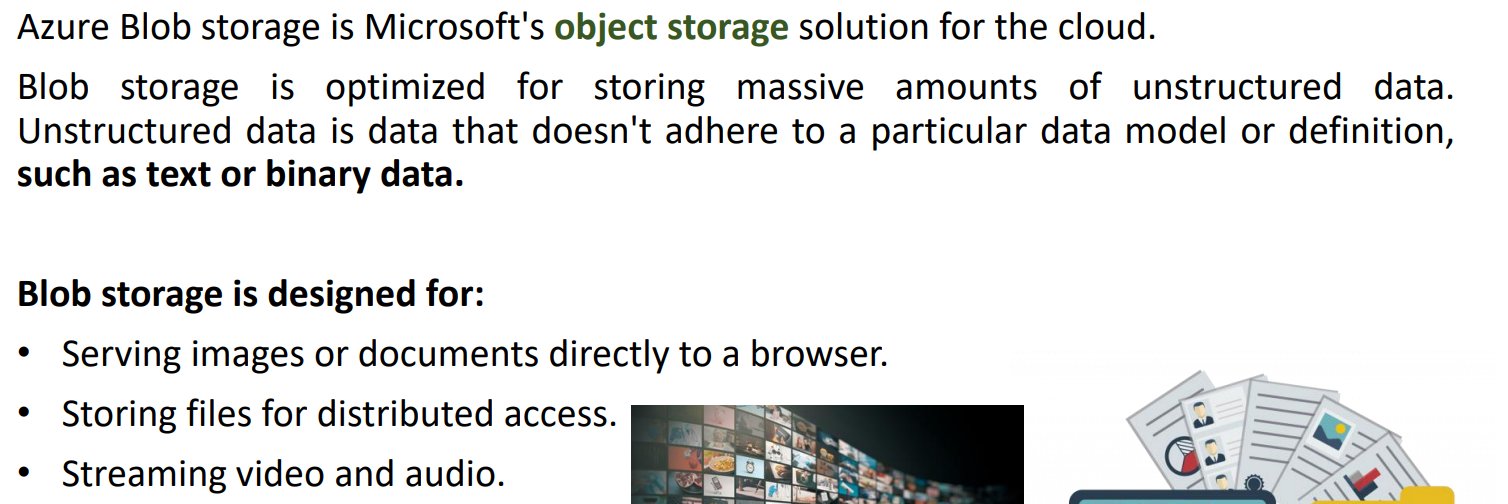 Azure Blob storage is Microsoft's object storage solution for the cloud.
Blob storage is optimized for storing massive amounts of unstructured data.
Unstructured data is data that doesn't adhere to a particular data model or definition,
such as text or binary data.
Blob storage is designed for:
• Serving images or documents directly to a browser.
• Storing files for distributed access.
• Streaming video and audio.